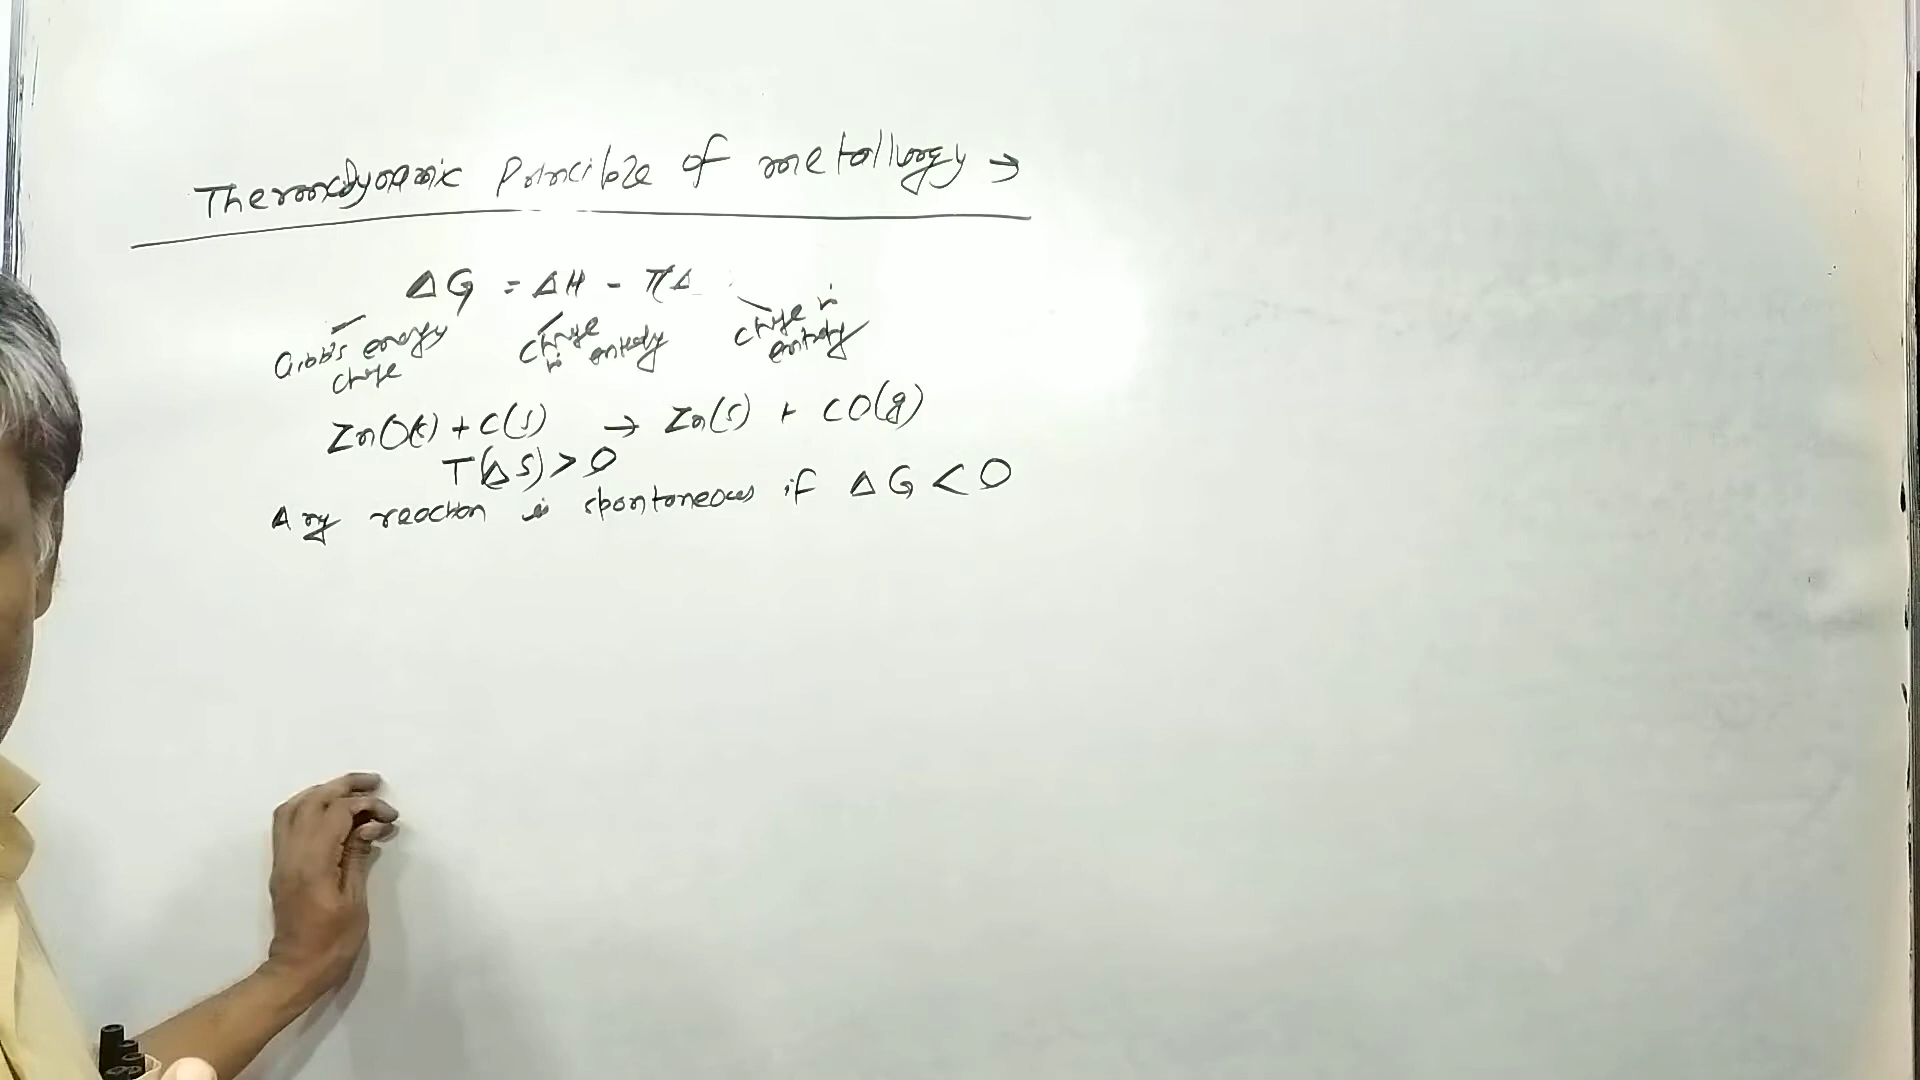 Thermodynamic Principle of metallurgy →
ΔG = ΔH - T(Δ
Gibb's energy change in change in
change entropy entropy
ZnO(s) + C(s) → Zn(s) + CO(g)
T(ΔS) > 0
Any reaction is spontaneous if ΔG < 0